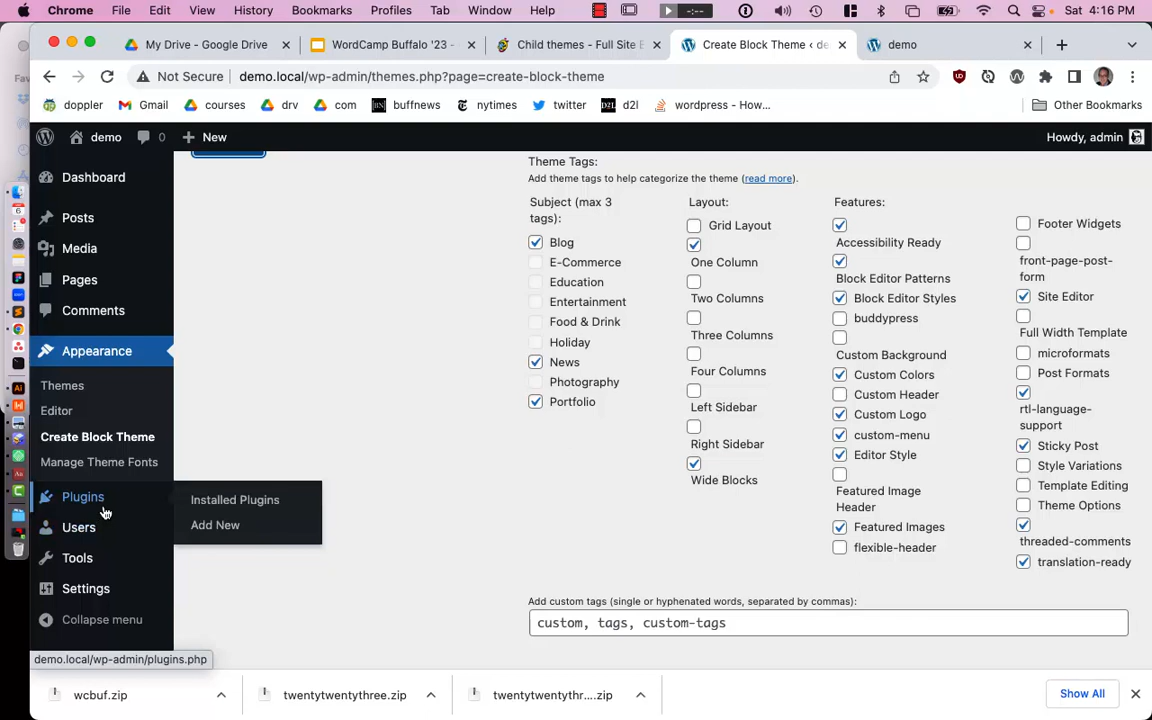 Chrome File Edit View History Bookmarks Profiles Tab Window Help -:-- Sat 4:16 PM
My Drive - Google Drive WordCamp Buffalo '23 - Child themes - Full Site E Create Block Theme ‹ de demo
Not Secure demo.local/wp-admin/themes.php?page=create-block-theme
doppler Gmail courses drv com buffnews nytimes twitter d2l wordpress - How... Other Bookmarks
demo 0 New Howdy, admin
Dashboard
Posts
Media
Pages
Comments
Appearance
Themes
Editor
Create Block Theme
Manage Theme Fonts
Plugins
Installed Plugins
Add New
Users
Tools
Settings
Collapse menu
Theme Tags:
Add theme tags to help categorize the theme (read more).
Subject (max 3
tags):
Blog
E-Commerce
Education
Entertainment
Food & Drink
Holiday
News
Photography
Portfolio
Layout:
Grid Layout
One Column
Two Columns
Three Columns
Four Columns
Left Sidebar
Right Sidebar
Wide Blocks
Features:
Accessibility Ready
Block Editor Patterns
Block Editor Styles
buddypress
Custom Background
Custom Colors
Custom Header
Custom Logo
custom-menu
Editor Style
Featured Image
Header
Featured Images
flexible-header
Footer Widgets
front-page-post-
form
Site Editor
Full Width Template
microformats
Post Formats
rtl-language-
support
Sticky Post
Style Variations
Template Editing
Theme Options
threaded-comments
translation-ready
Add custom tags (single or hyphenated words, separated by commas):
custom, tags, custom-tags
demo.local/wp-admin/plugins.php
wcbuf.zip twentytwentythree.zip twentytwentythr....zip Show All